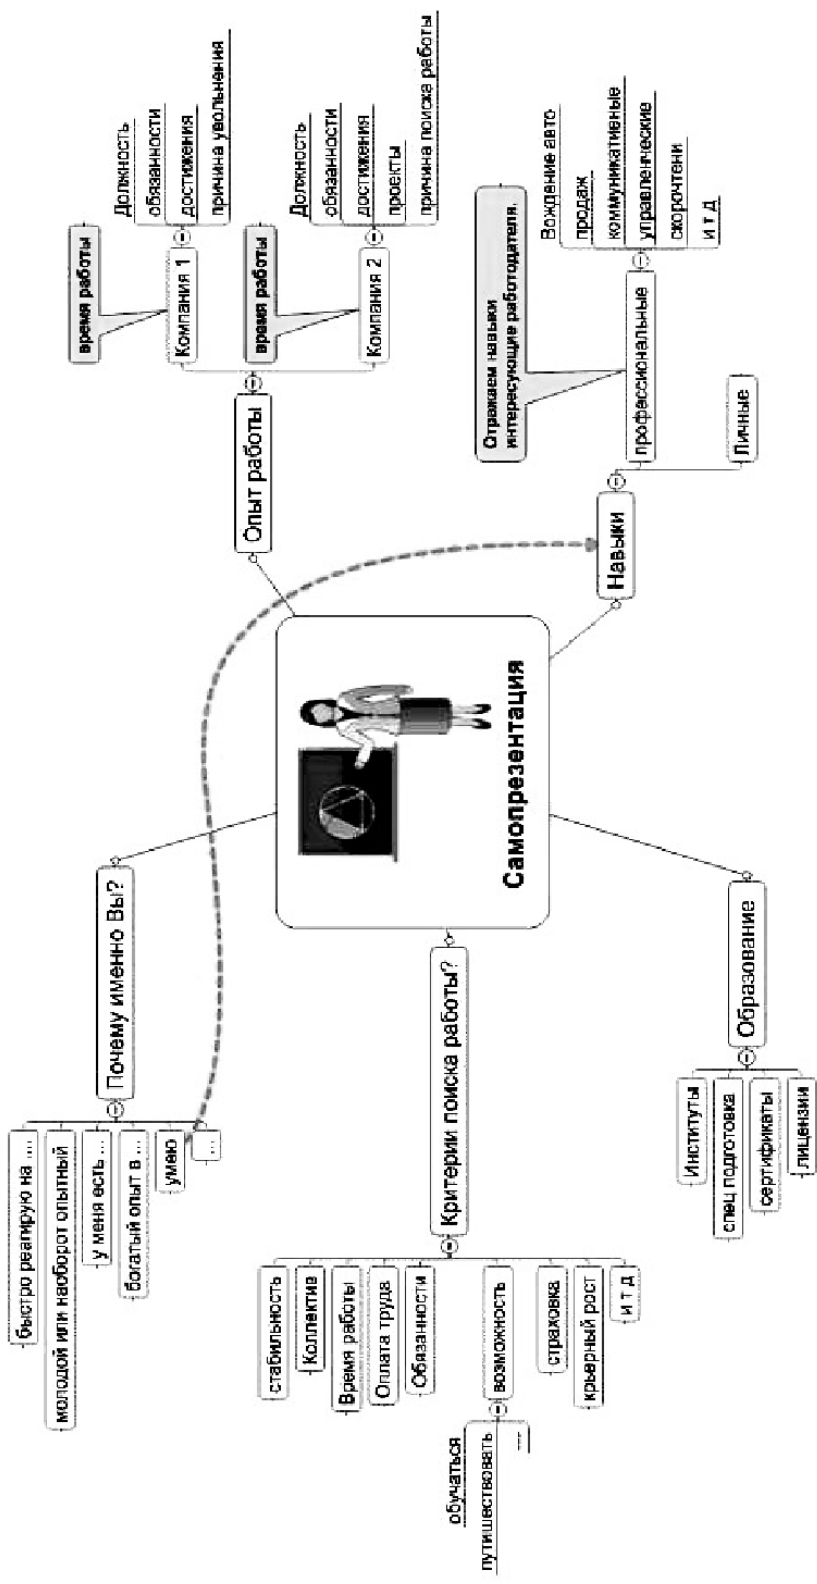 Самопрезентация
Почему именно Вы?
быстро реагирую на ....
молодой или наоборот опытный
у меня есть ...
богатый опыт в ...
умею
...
Критерии поиска работы?
стабильность
Коллектив
Время работы
Оплата труда
Обязанности
возможность
обучаться
путишествовать
...
страховка
крьерный рост
и т д
Образование
Институты
спец подготовка
сертификаты
лицензии
Опыт работы
время работы
Компания 1
Должность
обязанности
достижения
причина увольнения
время работы
Компания 2
Должность
обязанности
достижения
проекты
причина поиска работы
Навыки
Отражаем навыки
интересующие работодателя.
профессиональные
Вождение авто
продаж
коммуникативные
управленческие
скорочтени
и т д
Личные